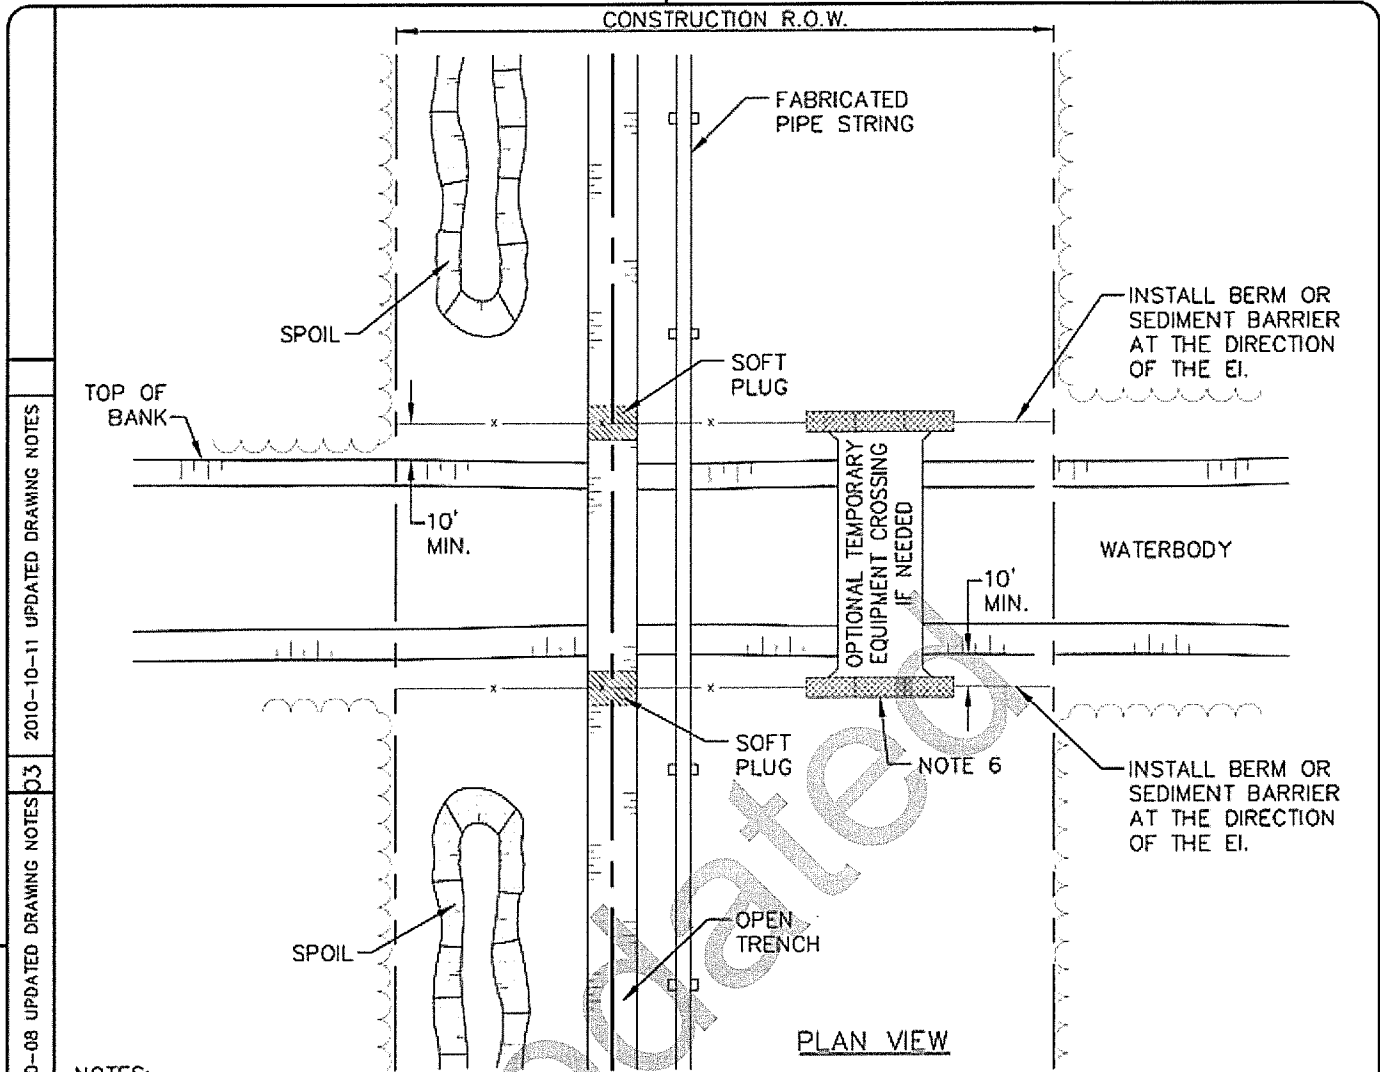 CONSTRUCTION R.O.W.
FABRICATED
PIPE STRING
SPOIL
INSTALL BERM OR
SEDIMENT BARRIER
AT THE DIRECTION
OF THE EI.
SOFT
PLUG
TOP OF
BANK
10'
MIN.
OPTIONAL TEMPORARY
EQUIPMENT CROSSING
IF NEEDED
WATERBODY
10'
MIN.
SOFT
PLUG
NOTE 6
INSTALL BERM OR
SEDIMENT BARRIER
AT THE DIRECTION
OF THE EI.
OPEN
TRENCH
SPOIL
PLAN VIEW
NOTES:
2010-10-11 UPDATED DRAWING NOTES
03
0-08 UPDATED DRAWING NOTES
dated